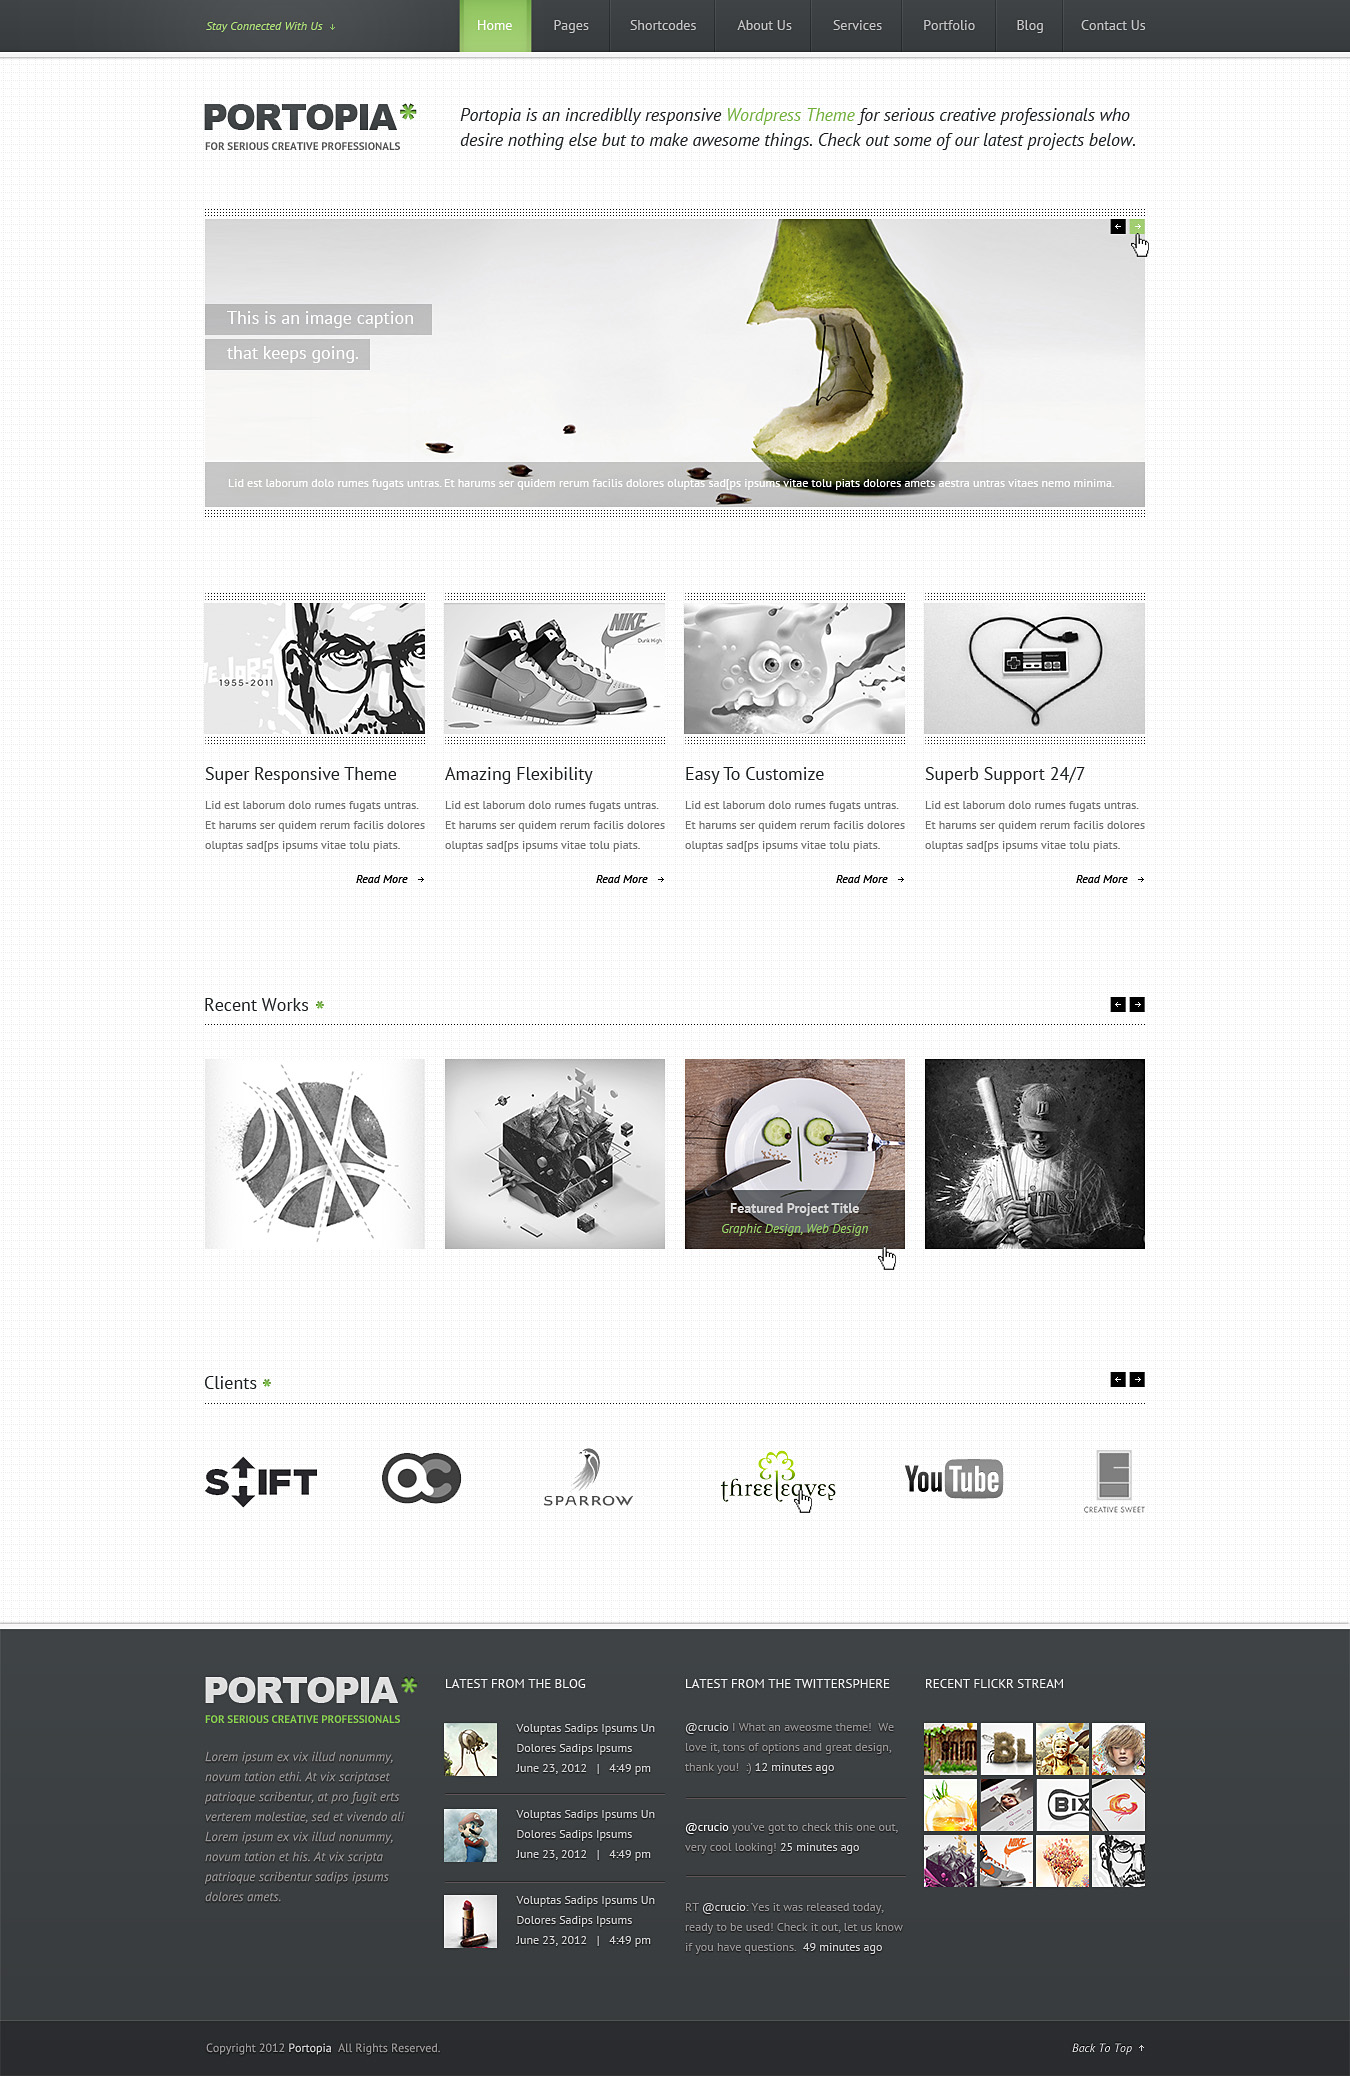 Stay Connected With Us ↓
Home Pages Shortcodes About Us Services Portfolio Blog Contact Us
PORTOPIA*
FOR SERIOUS CREATIVE PROFESSIONALS
Portopia is an incrediblly responsive Wordpress Theme for serious creative professionals who
desire nothing else but to make awesome things. Check out some of our latest projects below.
This is an image caption
that keeps going.
Lid est laborum dolo rumes fugats untras. Et harums ser quidem rerum facilis dolores oluptas sad[ps ipsums vitae tolu piats dolores amets aestra untras vitaes nemo minima.
1955-2011
NIKE
Dunk High
Super Responsive Theme
Lid est laborum dolo rumes fugats untras.
Et harums ser quidem rerum facilis dolores
oluptas sad[ps ipsums vitae tolu piats.
Read More →
Amazing Flexibility
Lid est laborum dolo rumes fugats untras.
Et harums ser quidem rerum facilis dolores
oluptas sad[ps ipsums vitae tolu piats.
Read More →
Easy To Customize
Lid est laborum dolo rumes fugats untras.
Et harums ser quidem rerum facilis dolores
oluptas sad[ps ipsums vitae tolu piats.
Read More →
Superb Support 24/7
Lid est laborum dolo rumes fugats untras.
Et harums ser quidem rerum facilis dolores
oluptas sad[ps ipsums vitae tolu piats.
Read More →
Recent Works *
Featured Project Title
Graphic Design, Web Design
Clients *
SHIFT
ac
SPARROW
threeleaves
YouTube
CREATIVE SWEET
PORTOPIA*
FOR SERIOUS CREATIVE PROFESSIONALS
Lorem ipsum ex vix illud nonummy,
novum tation ethi. At vix scriptaset
patrioque scribentur, at pro fugit erts
verterem molestiae, sed et vivendo ali
Lorem ipsum ex vix illud nonummy,
novum tation et his. At vix scripta
patrioque scribentur sadips ipsums
dolores amets.
LATEST FROM THE BLOG
Voluptas Sadips Ipsums Un
Dolores Sadips Ipsums
June 23, 2012 | 4:49 pm
Voluptas Sadips Ipsums Un
Dolores Sadips Ipsums
June 23, 2012 | 4:49 pm
Voluptas Sadips Ipsums Un
Dolores Sadips Ipsums
June 23, 2012 | 4:49 pm
LATEST FROM THE TWITTERSPHERE
@crucio I What an aweosme theme! We
love it, tons of options and great design,
thank you! :) 12 minutes ago
@crucio you've got to check this one out,
very cool looking! 25 minutes ago
RT @crucio: Yes it was released today,
ready to be used! Check it out, let us know
if you have questions. 49 minutes ago
RECENT FLICKR STREAM
BL
BIX
NIKE
Copyright 2012 Portopia All Rights Reserved.
Back To Top ↑